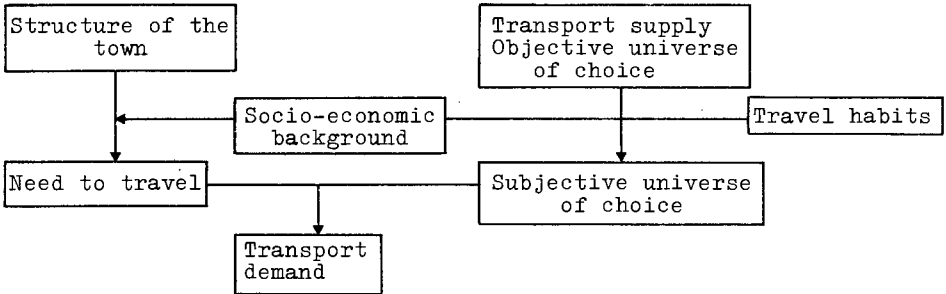 Structure of the
town
Transport supply
Objective universe
of choice
Socio-economic
background
Travel habits
Need to travel
Subjective universe
of choice
Transport
demand